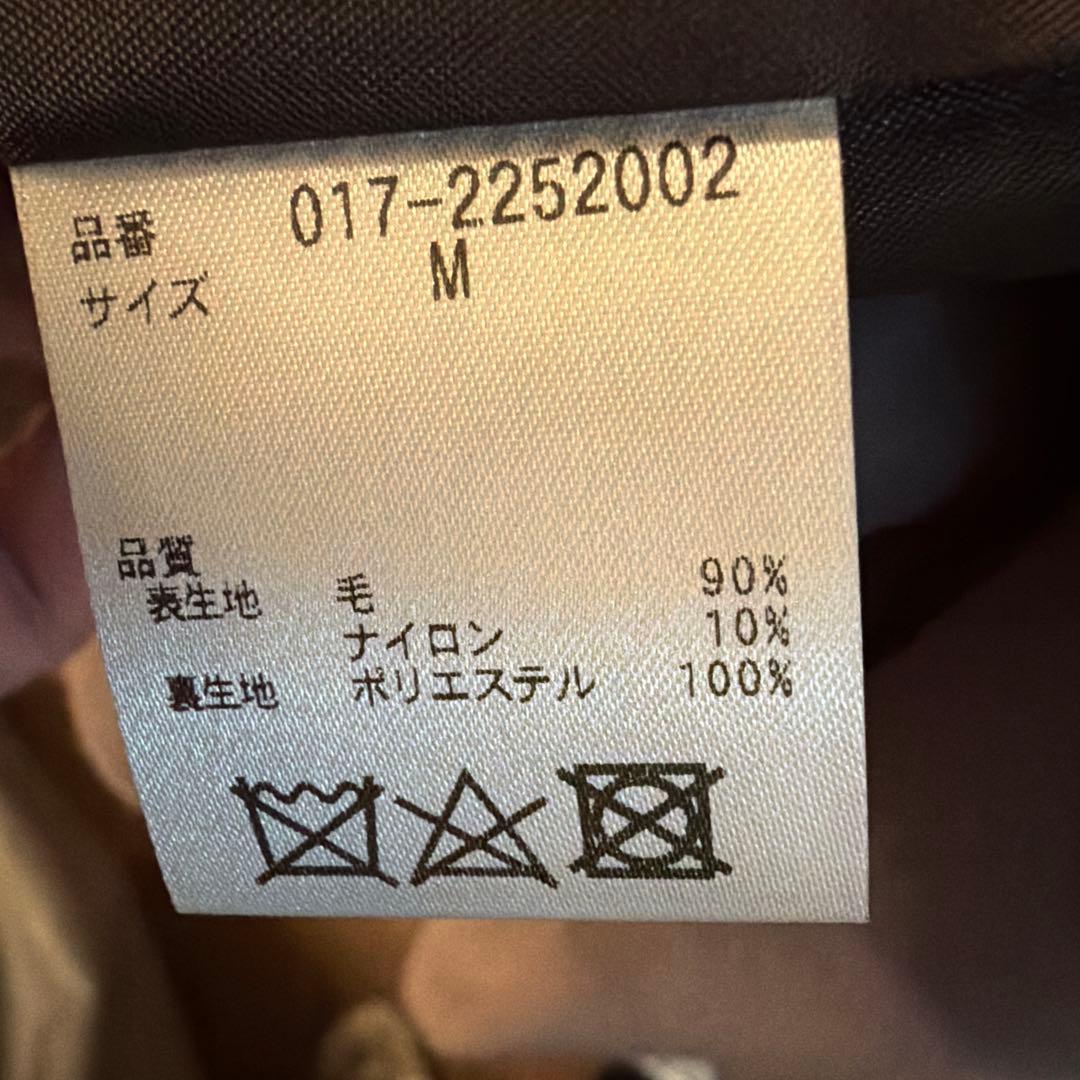 品番 017-2252002
サイズ M
品質
表生地 毛 90%
ナイロン 10%
裏生地 ポリエステル 100%